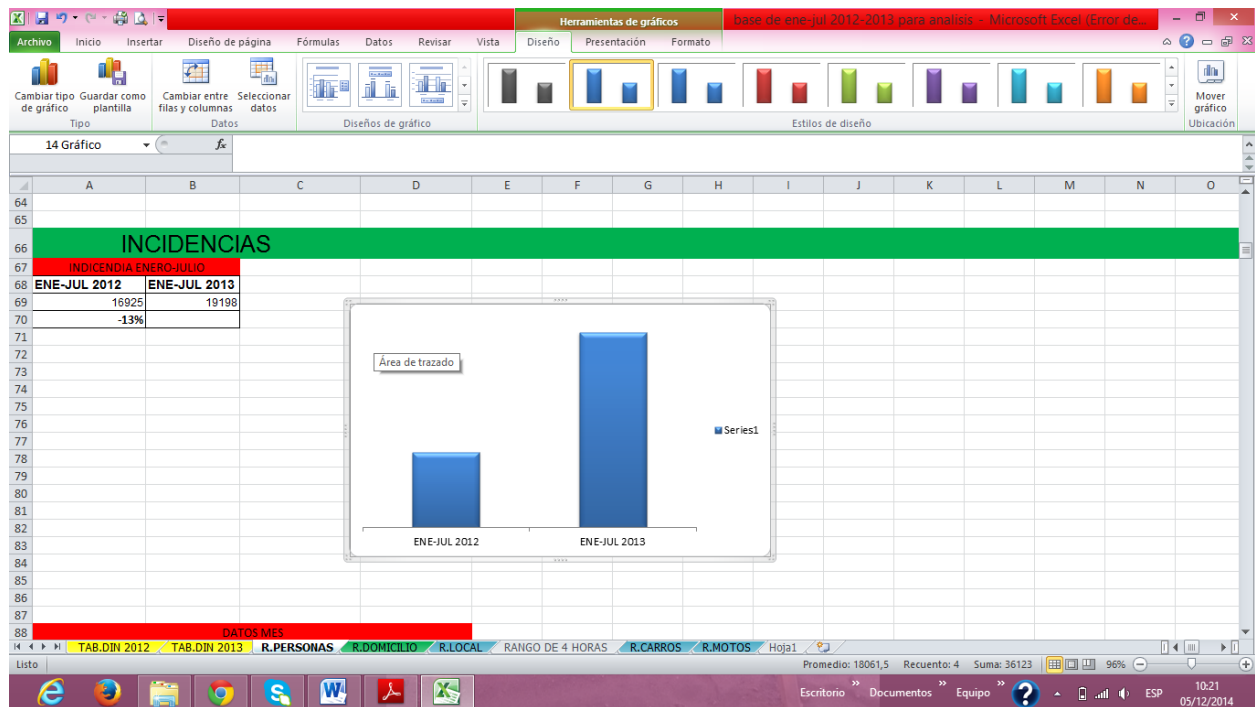 Herramientas de gráficos
base de ene-jul 2012-2013 para analisis - Microsoft Excel (Error de...
Archivo Inicio Insertar Diseño de página Fórmulas Datos Revisar Vista Diseño Presentación Formato
Cambiar tipo de gráfico
Guardar como plantilla
Cambiar entre filas y columnas
Seleccionar datos
Mover gráfico
Tipo Datos Diseños de gráfico Estilos de diseño Ubicación
14 Gráfico fx
A B C D E F G H I J K L M N O
64
65
66 INCIDENCIAS
67 INDICENDIA ENERO-JULIO
68 ENE-JUL 2012 ENE-JUL 2013
69 16925 19198
70 -13%
71
72
73
74
75
76
77
78
79
80
81
82
83
84
85
86
87
88 DATOS MES
Área de trazado
Series1
ENE-JUL 2012 ENE-JUL 2013
TAB.DIN 2012 TAB.DIN 2013 R.PERSONAS R.DOMICILIO R.LOCAL RANGO DE 4 HORAS R.CARROS R.MOTOS Hoja1
Listo Promedio: 18061,5 Recuento: 4 Suma: 36123 96%
Escritorio Documentos Equipo ESP 10:21
05/12/2014